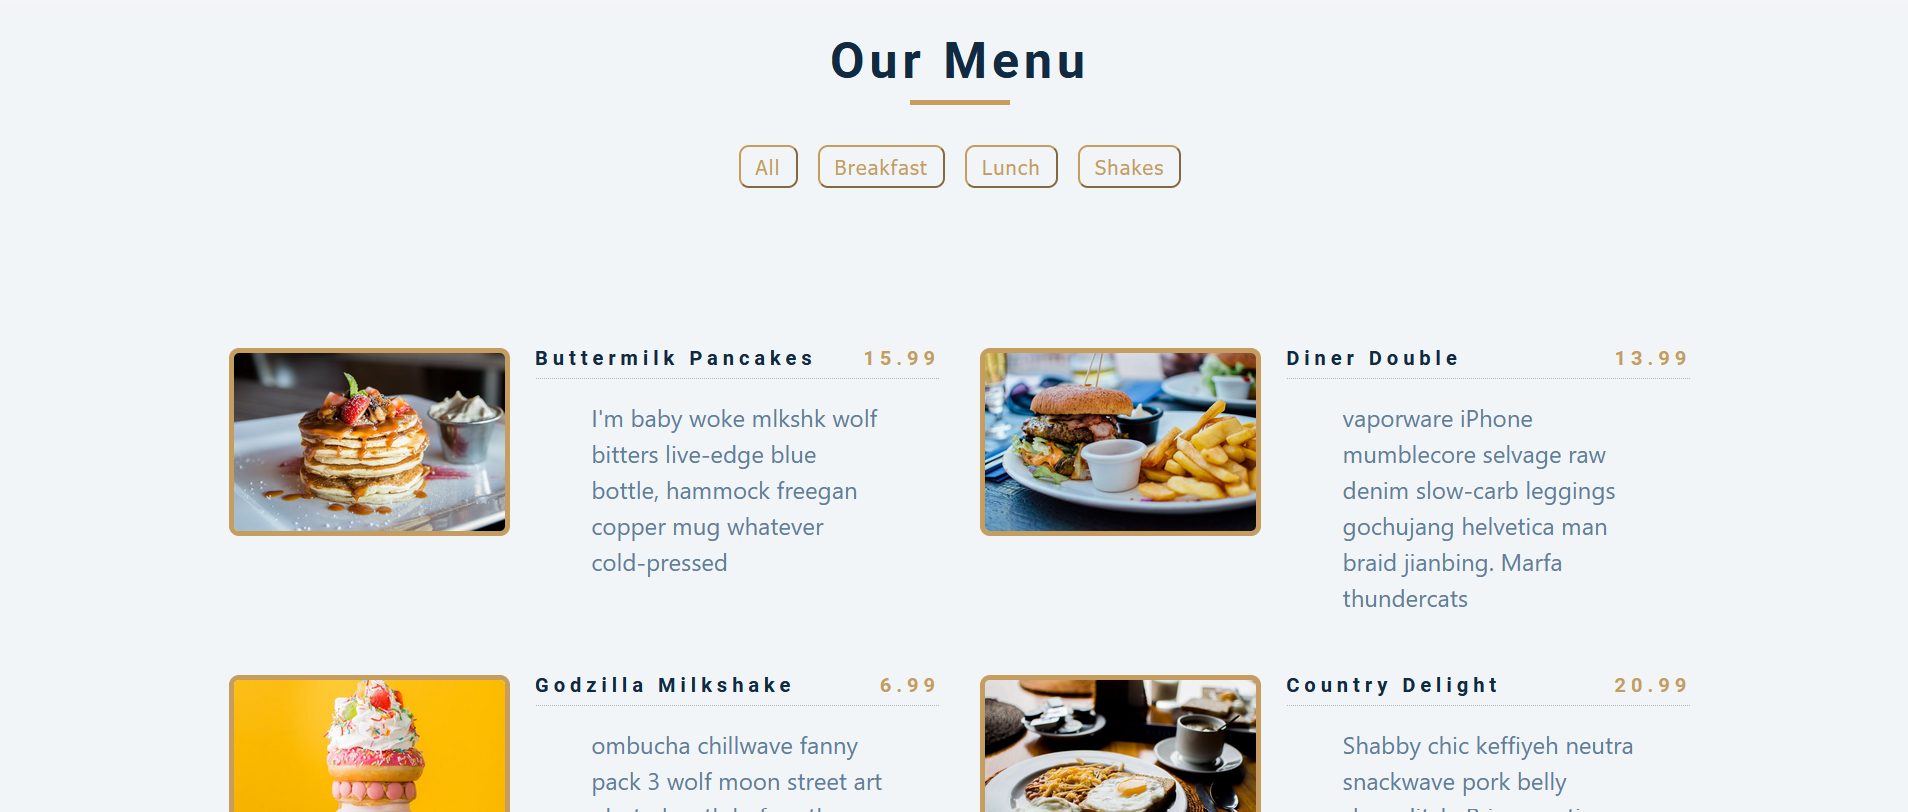 Our Menu
All
Breakfast
Lunch
Shakes
Buttermilk Pancakes 15.99
I'm baby woke mlkshk wolf
bitters live-edge blue
bottle, hammock freegan
copper mug whatever
cold-pressed
Diner Double 13.99
vaporware iPhone
mumblecore selvage raw
denim slow-carb leggings
gochujang helvetica man
braid jianbing. Marfa
thundercats
Godzilla Milkshake 6.99
ombucha chillwave fanny
pack 3 wolf moon street art
Country Delight 20.99
Shabby chic keffiyeh neutra
snackwave pork belly